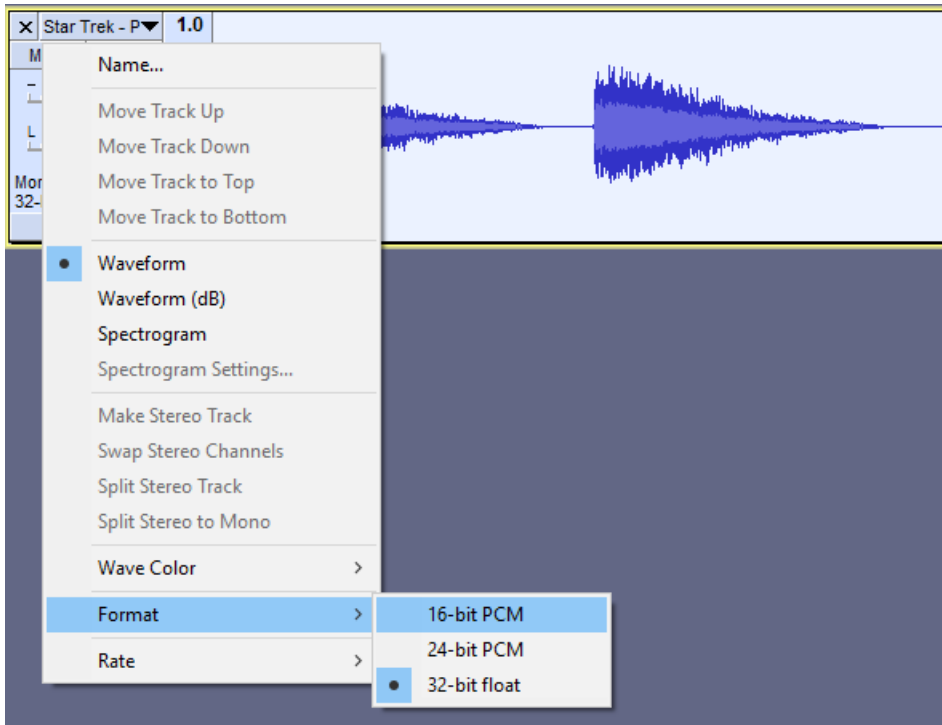 × Star Trek - P▼ 1.0
M
Name...
Move Track Up
Move Track Down
L
Move Track to Top
Mor
32-
Move Track to Bottom
Waveform
Waveform (dB)
Spectrogram
Spectrogram Settings...
Make Stereo Track
Swap Stereo Channels
Split Stereo Track
Split Stereo to Mono
Wave Color >
Format >
16-bit PCM
24-bit PCM
Rate >
32-bit float